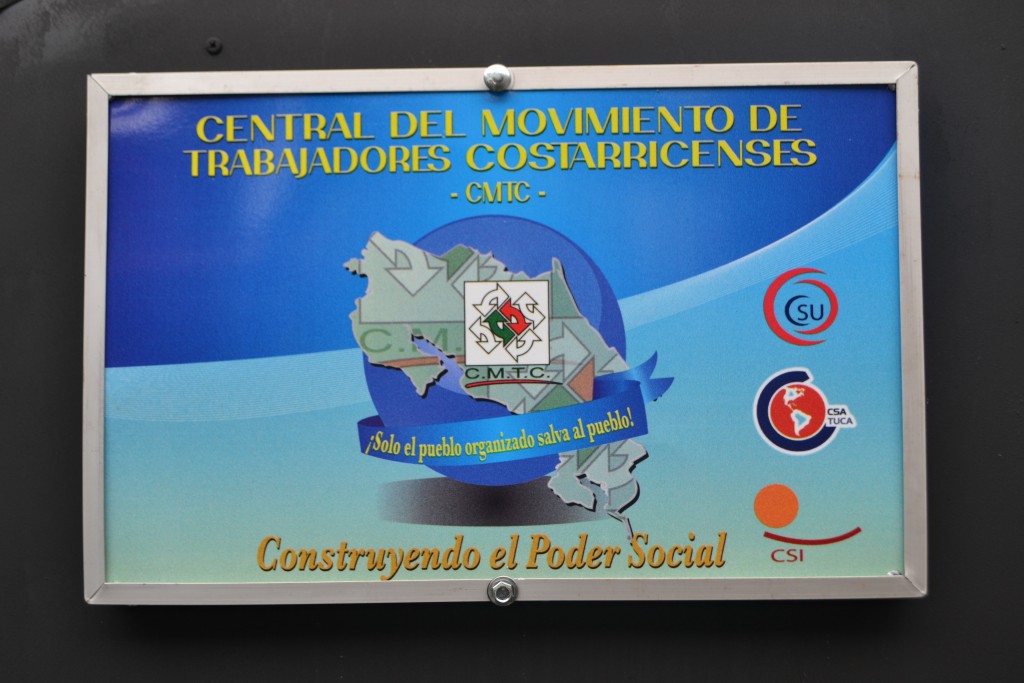 CENTRAL DEL MOVIMIENTO DE
TRABAJADORES COSTARRICENSES
- CMTC -
C.M.
C.M.T.C.
¡Solo el pueblo organizado salva al pueblo!
CSU
CSA
TUCA
CSI
Construyendo el Poder Social